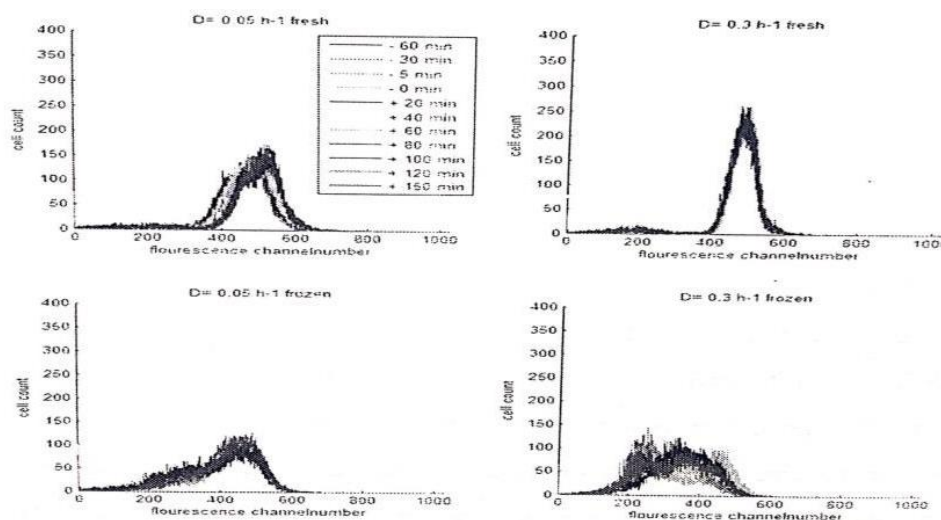 D= 0.05 h-1 fresh
400
350
300
250
200
150
100
50
0
cell count
- 60 min
- 30 min
- 5 min
- 0 min
+ 20 min
+ 40 min
+ 60 min
+ 80 min
+ 100 min
+ 120 min
+ 150 min
0 200 400 600 800 1000
flourescence channelnumber
D= 0.3 h-1 fresh
400
350
300
250
200
150
100
50
0
cell count
0 200 400 600 800 1000
flourescence channelnumber
D= 0.05 h-1 frozen
400
350
300
250
200
150
100
50
0
cell count
0 200 400 600 800 1000
flourescence channelnumber
D= 0.3 h-1 frozen
400
350
300
250
200
150
100
50
0
cell count
200 400 600 800 1000
flourescence channelnumber